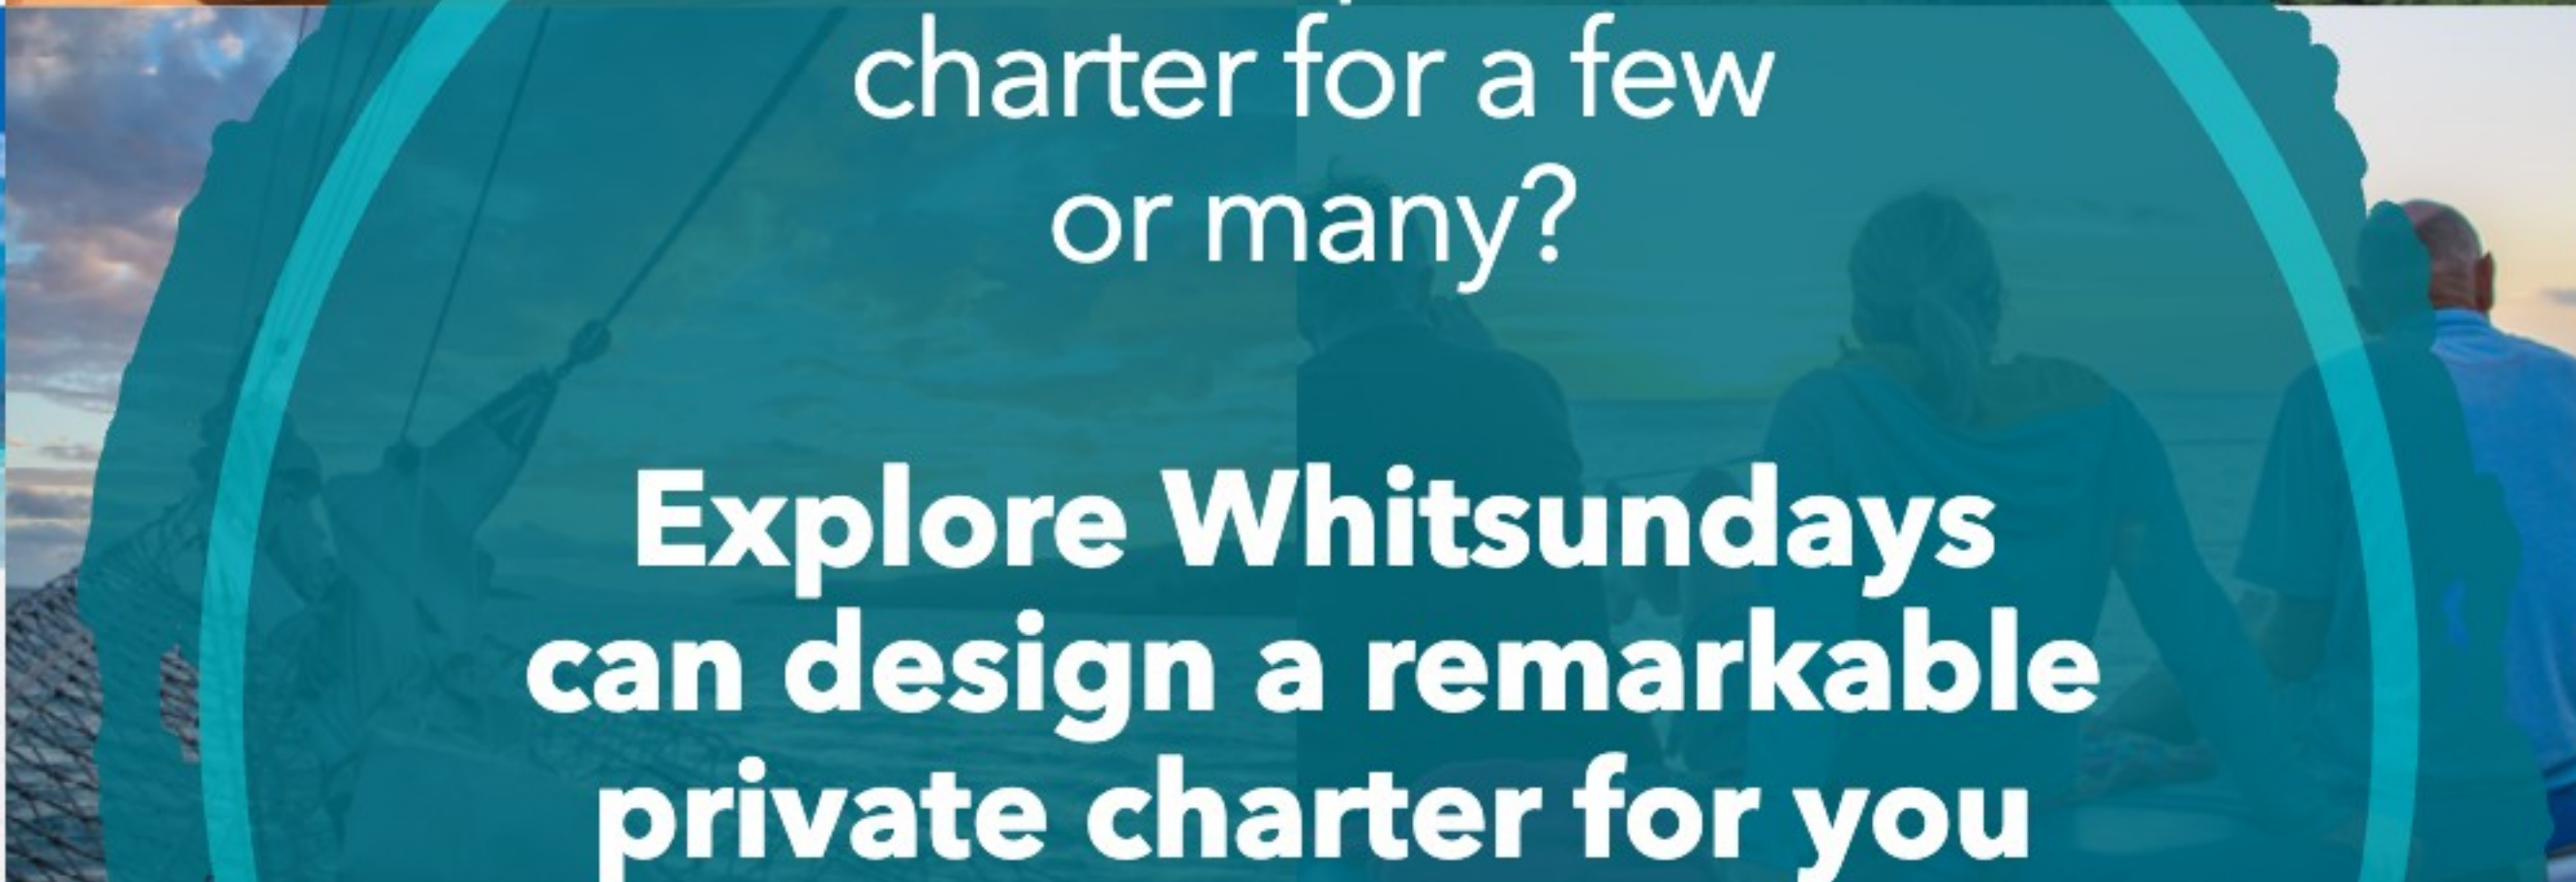 charter for a few
or many?
Explore Whitsundays
can design a remarkable
private charter for you